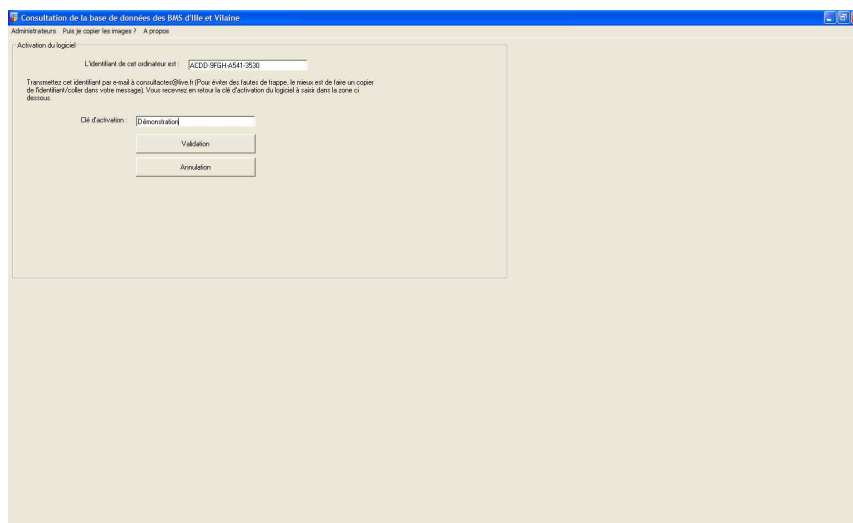 Consultation de la base de données des BMS d'Ille et Vilaine
Administrateurs Puis je copier les images ? A propos
Activation du logiciel
L'identifiant de cet ordinateur est : ACDD-9FGH-A541-3530
Transmettez cet identifiant par e-mail à consultactes@live.fr (Pour éviter des fautes de frappe, le mieux est de faire un copier
de l'identifiant/coller dans votre message). Vous recevrez en retour la clé d'activation du logiciel à saisir dans la zone ci
dessous.
Clé d'activation : Démonstration
Validation
Annulation